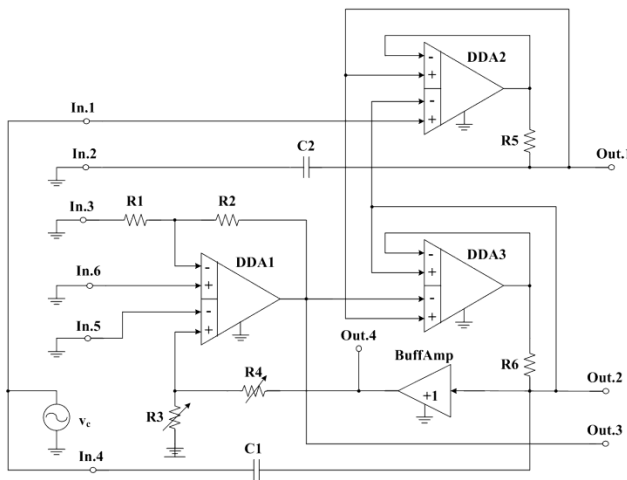 DDA2
-
+
-
+
In.1
R5
In.2
C2
Out.1
In.3
R1
R2
DDA1
DDA3
-
+
-
+
In.6
-
+
-
+
In.5
Out.4
BuffAmp
+1
R6
R4
R3
Out.2
vc
In.4
C1
Out.3